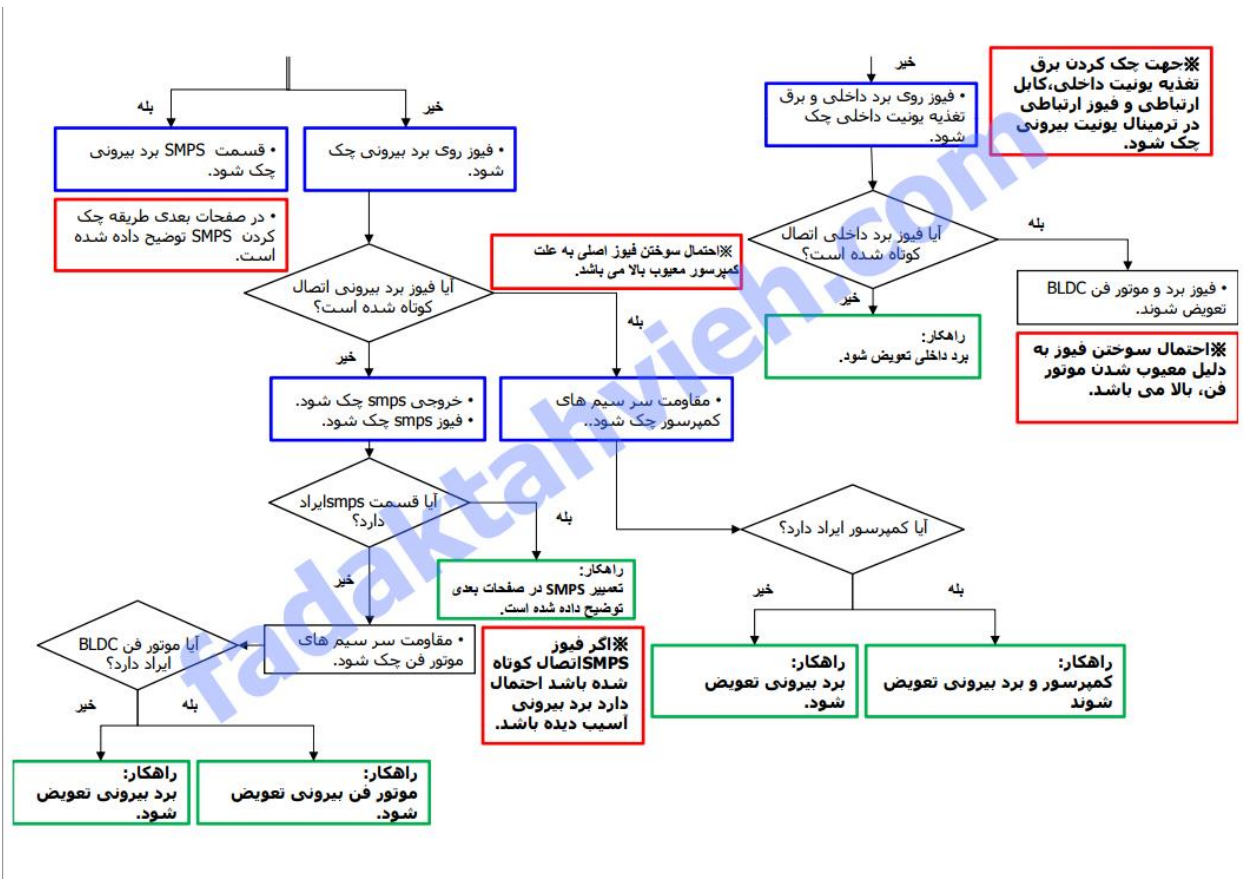 خیر
※جهت چک کردن برق
تغذیه یونیت داخلی،کابل
ارتباطی و فیوز ارتباطی
در ترمینال یونیت بیرونی
چک شود.
• فیوز روی برد داخلی و برق
تغذیه یونیت داخلی چک
شود.
بله
خیر
• قسمت SMPS برد بیرونی
چک شود.
• فیوز روی برد بیرونی چک
شود.
• در صفحات بعدی طریقه چک
کردن SMPS توضیح داده شده
است.
آیا فیوز برد داخلی اتصال
کوتاه شده است؟
بله
خیر
※احتمال سوختن فیوز اصلی به علت
کمپرسور معیوب بالا می باشد.
آیا فیوز برد بیرونی اتصال
کوتاه شده است؟
بله
خیر
• فیوز برد و موتور فن BLDC
تعویض شوند.
راهکار:
برد داخلی تعویض شود.
※احتمال سوختن فیوز به
دلیل معیوب شدن موتور
فن، بالا می باشد.
• خروجی smps چک شود.
• فیوز smps چک شود.
• مقاومت سر سیم های
کمپرسور چک شود..
آیا قسمت smpsایراد
دارد؟
بله
خیر
آیا کمپرسور ایراد دارد؟
خیر
بله
راهکار:
تعمییر SMPS در صفحات بعدی
توضیح داده شده است.
• مقاومت سر سیم های
موتور فن چک شود.
آیا موتور فن BLDC
ایراد دارد؟
خیر
بله
※اگر فیوز
SMPSاتصال کوتاه
شده باشد احتمال
دارد برد بیرونی
آسیب دیده باشد.
راهکار:
برد بیرونی تعویض
شود.
راهکار:
کمپرسور و برد بیرونی تعویض
شوند
راهکار:
برد بیرونی تعویض
شود.
راهکار:
موتور فن بیرونی تعویض
شود.
fadaktahvieh.com